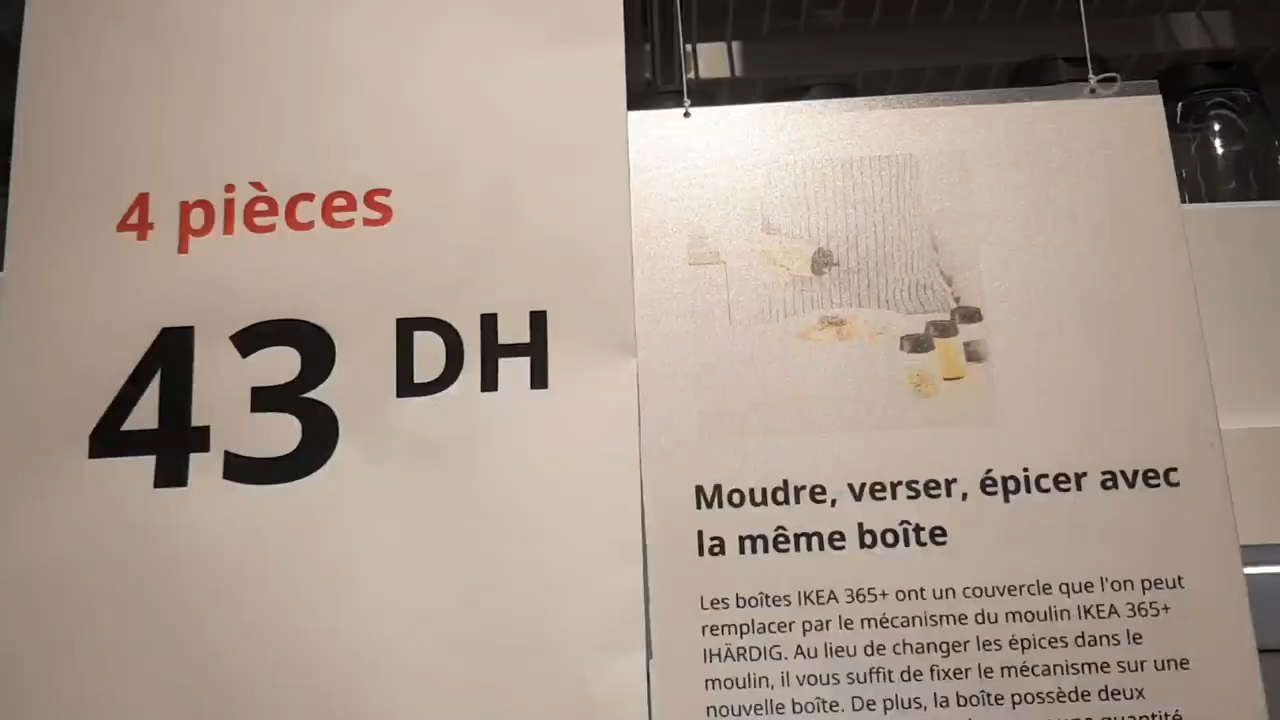 4 pièces
43 DH
Moudre, verser, épicer avec
la même boîte
Les boîtes IKEA 365+ ont un couvercle que l'on peut
remplacer par le mécanisme du moulin IKEA 365+
IHÄRDIG. Au lieu de changer les épices dans le
moulin, il vous suffit de fixer le mécanisme sur une
nouvelle boîte. De plus, la boîte possède deux
quantité